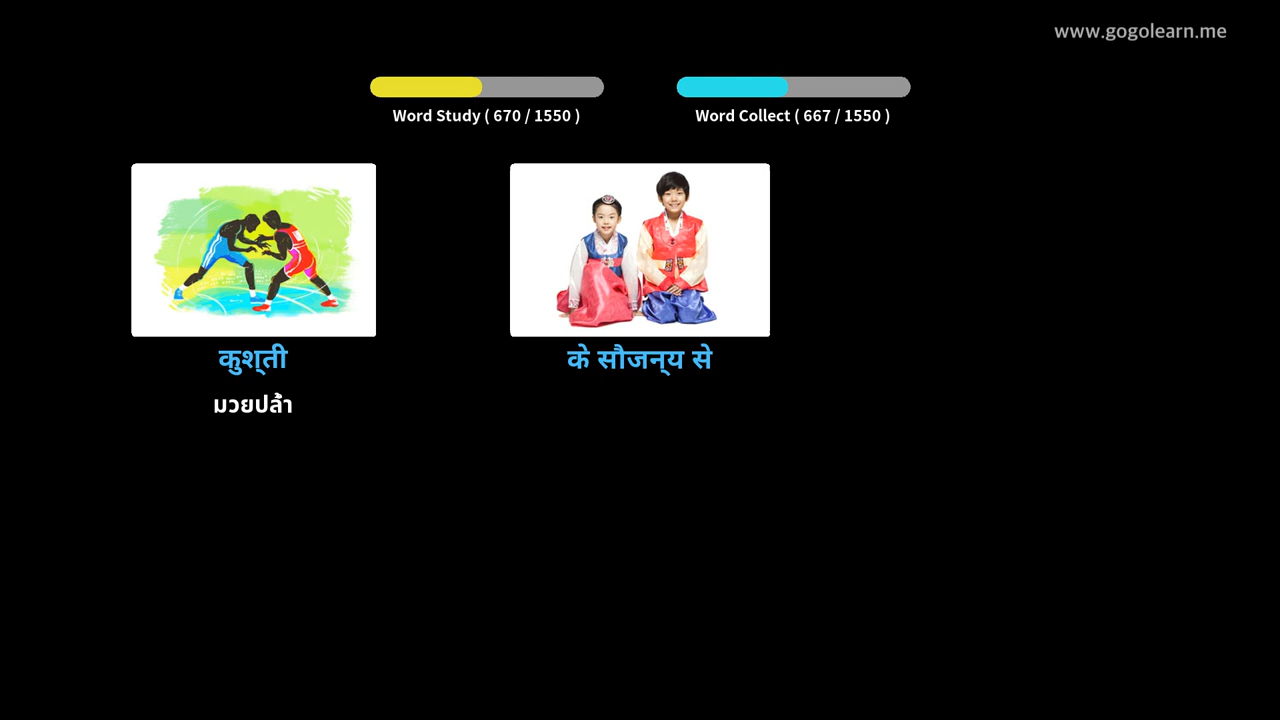 www.gogolearn.me
Word Study ( 670 / 1550 )
Word Collect ( 667 / 1550 )
कुश्ती
के सौजन्य से
มวยปล้ำ